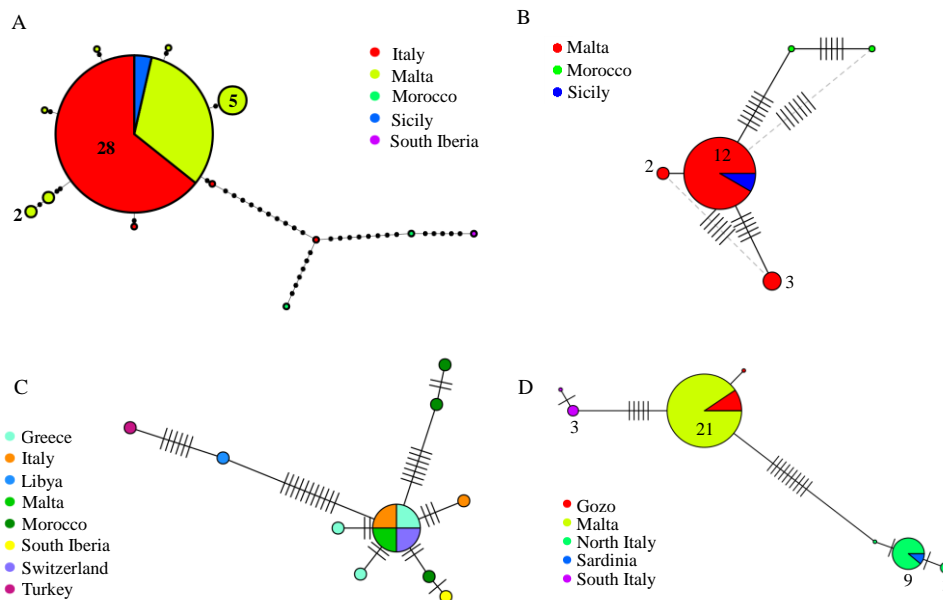 A
Italy
Malta
Morocco
Sicily
South Iberia
5
28
2
B
Malta
Morocco
Sicily
12
2
3
C
Greece
Italy
Libya
Malta
Morocco
South Iberia
Switzerland
Turkey
D
3
21
Gozo
Malta
North Italy
Sardinia
South Italy
9